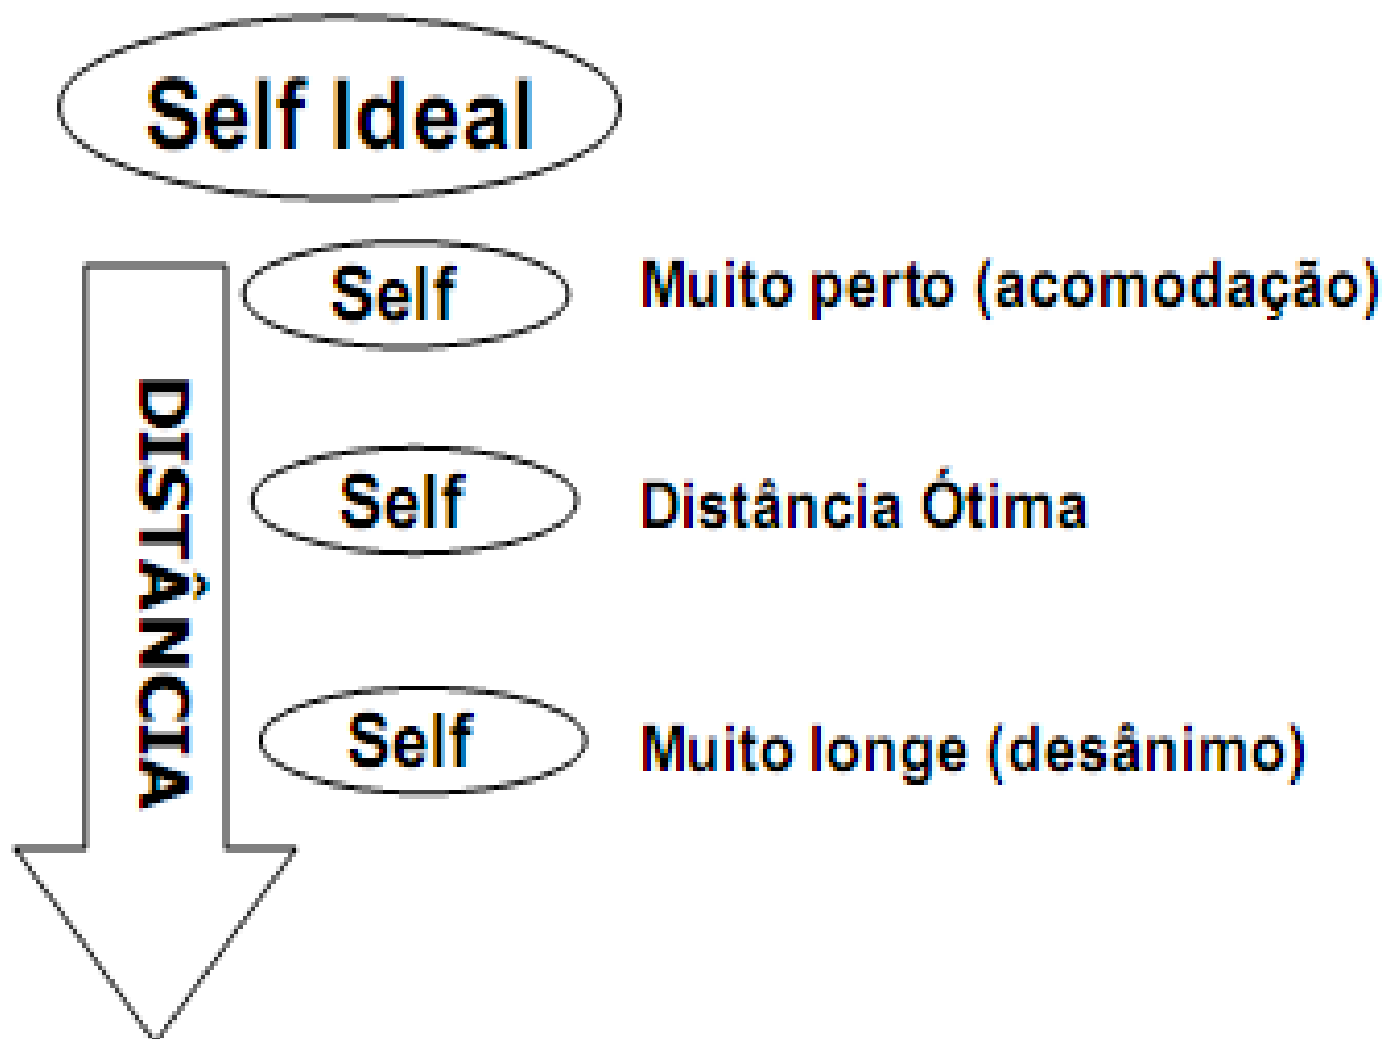 Self Ideal
Self
Muito perto (acomodação)
DISTÂNCIA
Self
Distância Ótima
Self
Muito longe (desânimo)